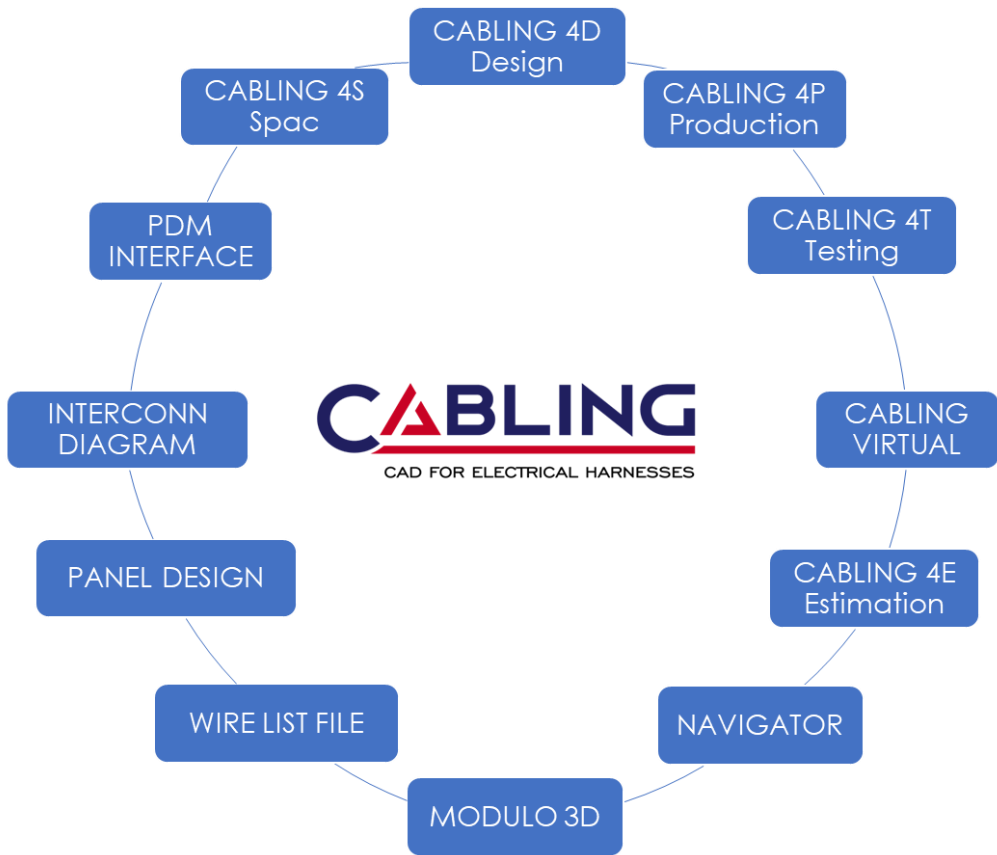 CABLING 4D
Design
CABLING 4P
Production
CABLING 4T
Testing
CABLING
VIRTUAL
CABLING 4E
Estimation
NAVIGATOR
MODULO 3D
WIRE LIST FILE
PANEL DESIGN
INTERCONN
DIAGRAM
PDM
INTERFACE
CABLING 4S
Spac
CABLING
CAD FOR ELECTRICAL HARNESSES